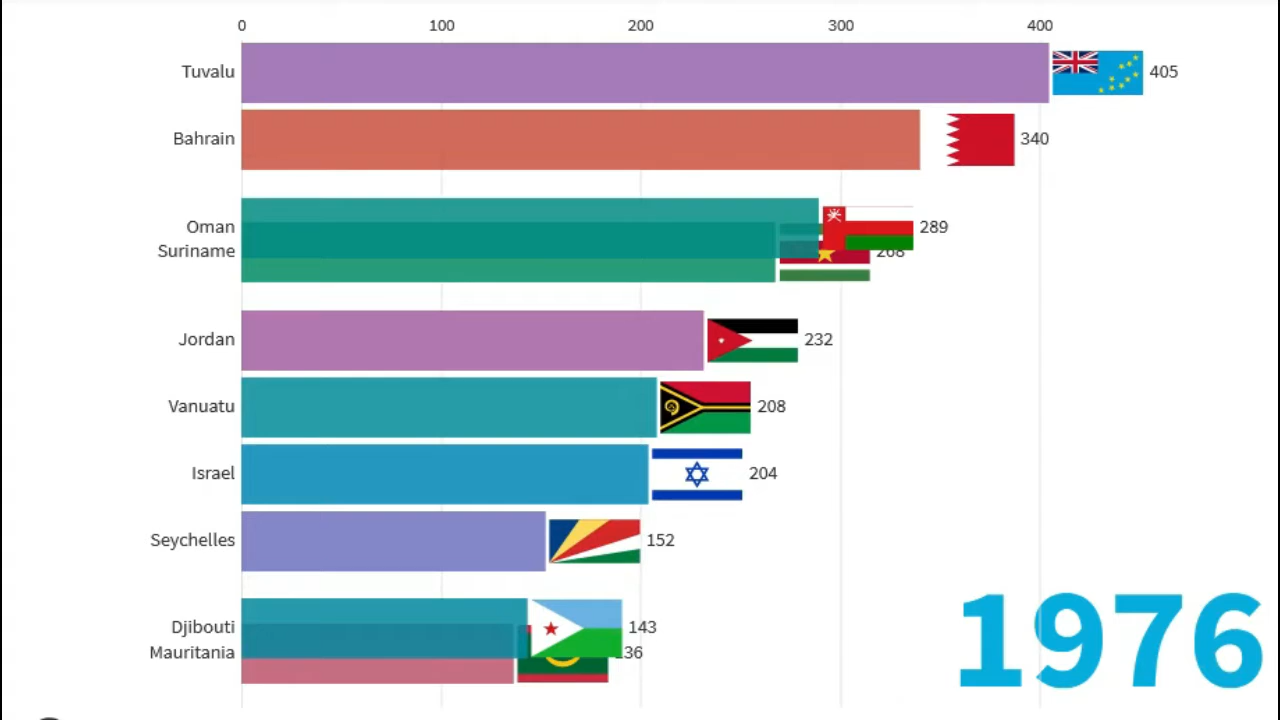 0 100 200 300 400
Tuvalu 405
Bahrain 340
Oman 289
Suriname 268
Jordan 232
Vanuatu 208
Israel 204
Seychelles 152
Djibouti 143
Mauritania
1976